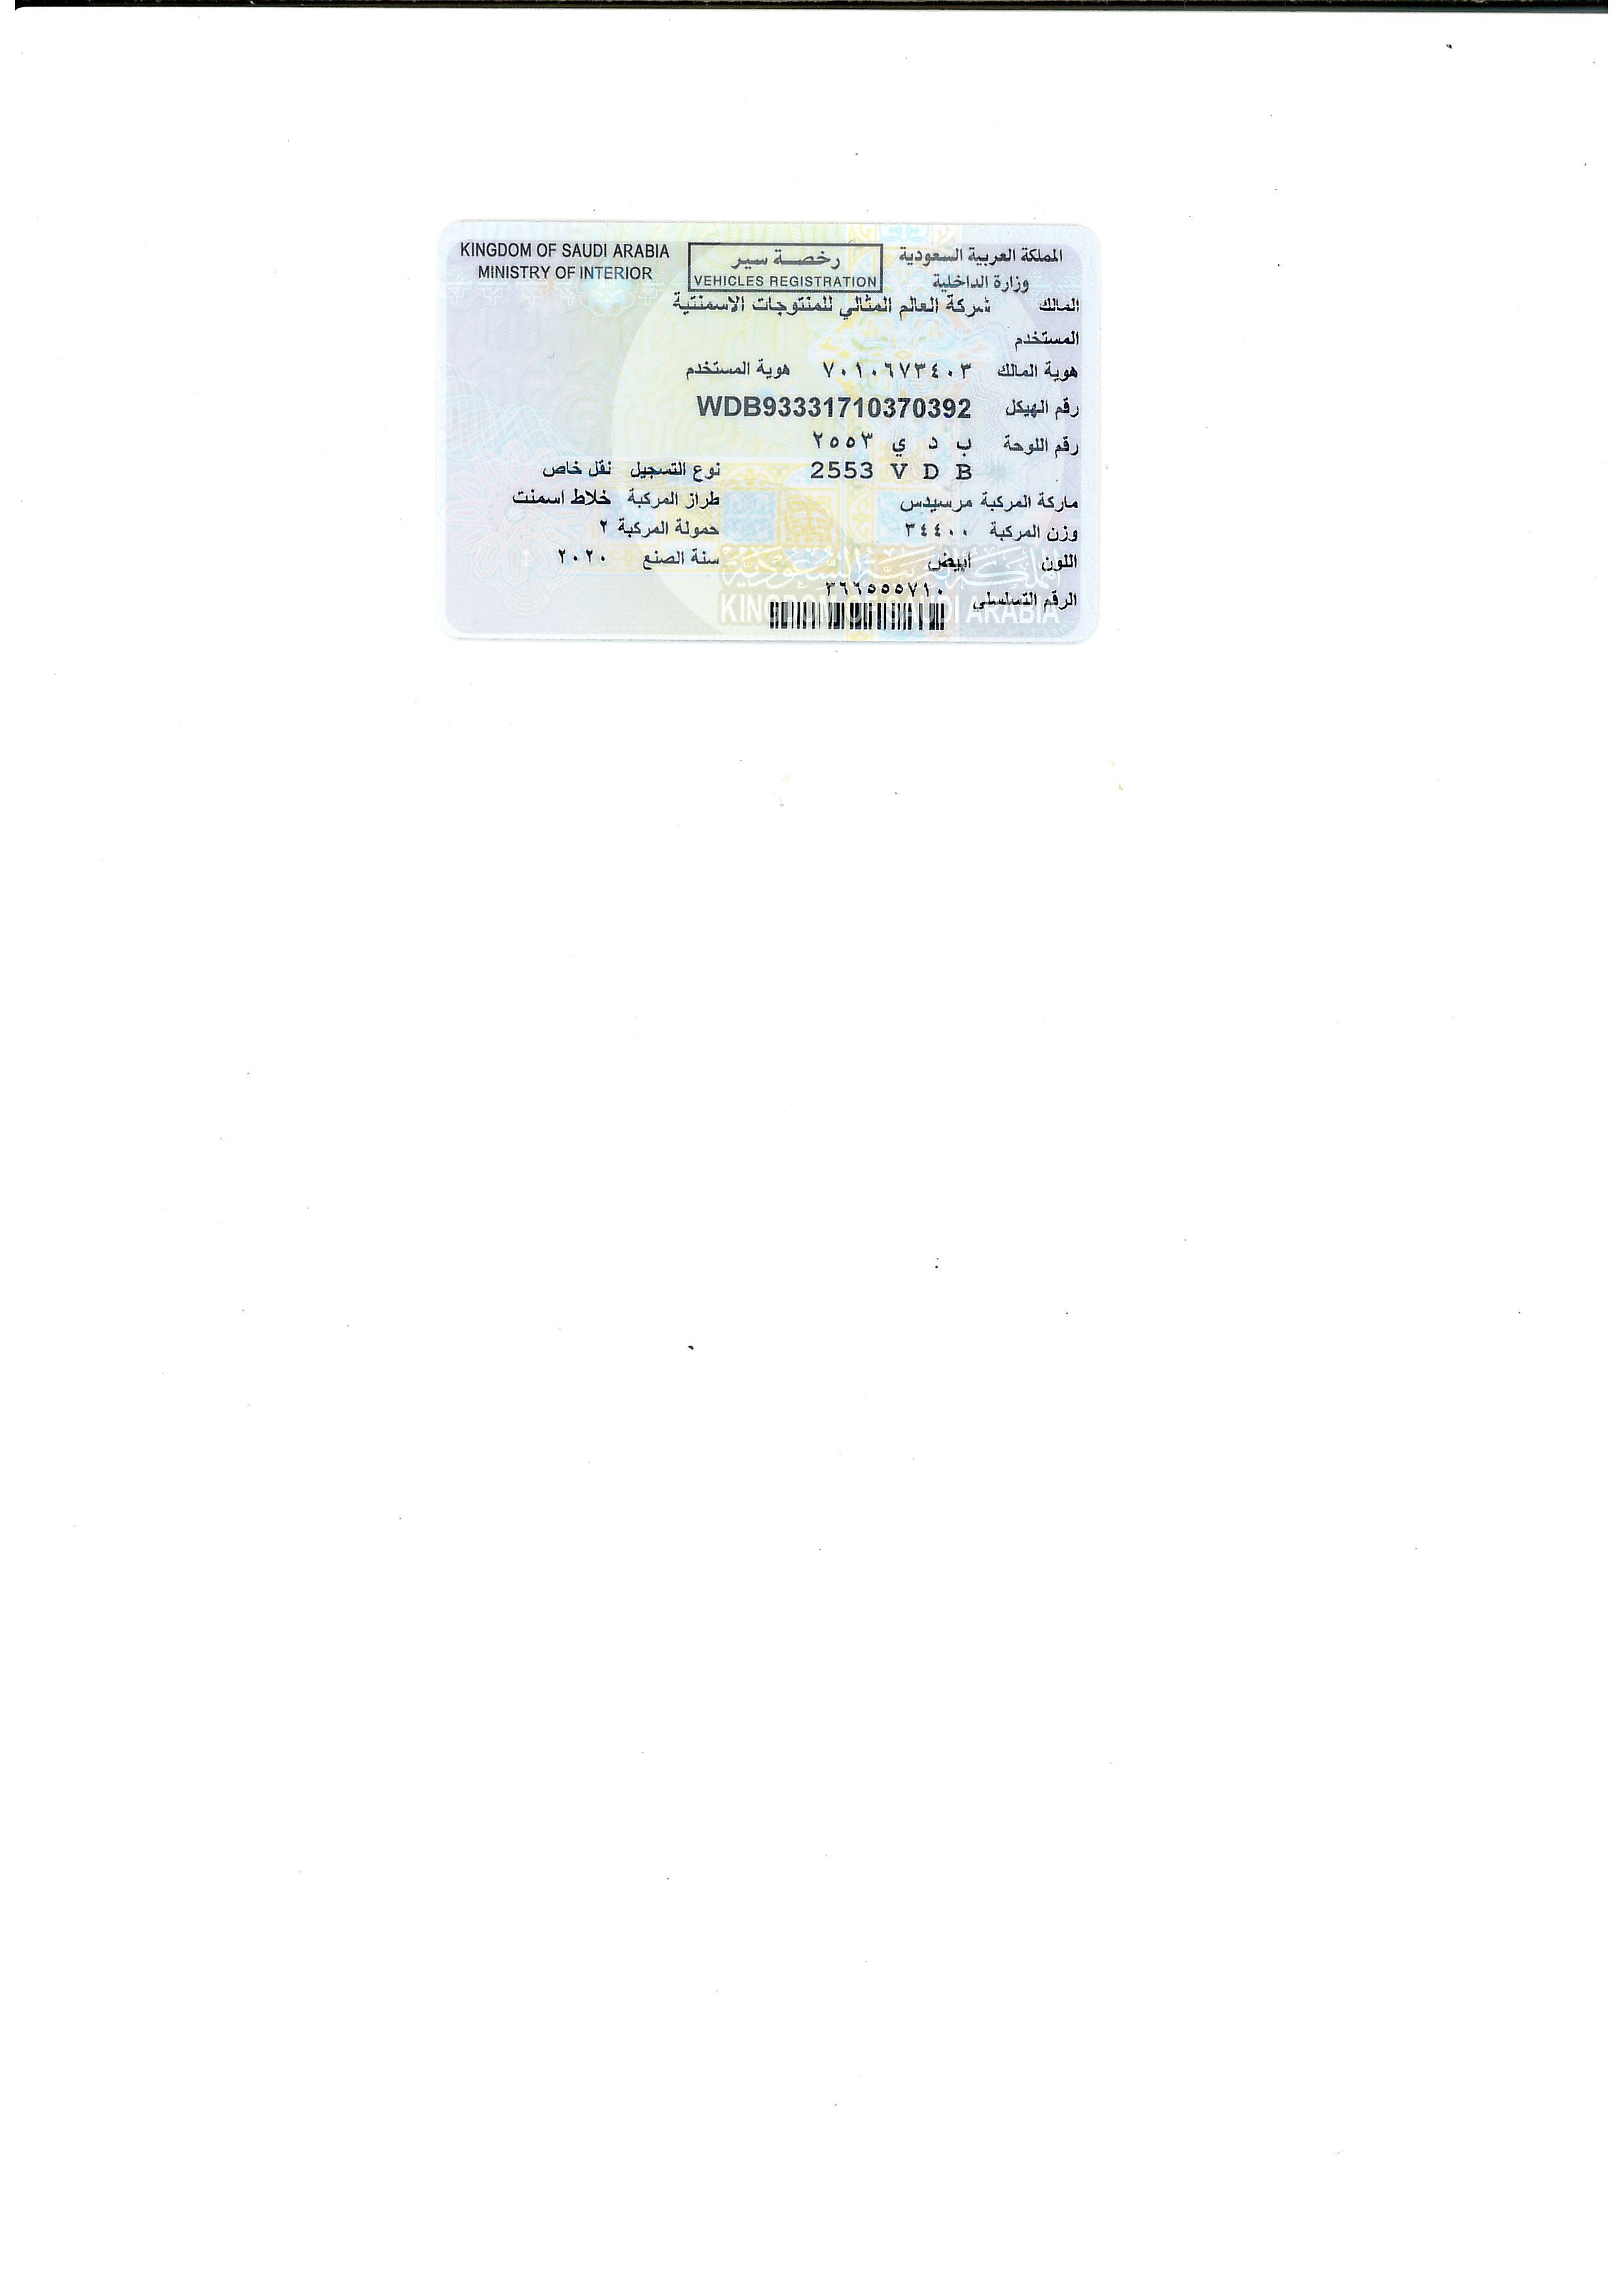 KINGDOM OF SAUDI ARABIA
MINISTRY OF INTERIOR
رخصة سير
VEHICLES REGISTRATION
المملكة العربية السعودية
وزارة الداخلية
المالك شركة العالم المثالي للمنتوجات الاسمنتية
المستخدم
هوية المالك ٧٠١٠٦٧٣٤٠٣ هوية المستخدم
رقم الهيكل WDB93331710370392
رقم اللوحة ب د ي ٢٥٥٣
2553 V D B نوع التسجيل نقل خاص
ماركة المركبة مرسيدس طراز المركبة خلاط اسمنت
وزن المركبة ٣٤٤٠٠ حمولة المركبة ٢
اللون أبيض سنة الصنع ٢٠٢٠
الرقم التسلسلي ٣٦٦٥٥٥٧١٠
المملكة العربية السعودية
KINGDOM OF SAUDI ARABIA